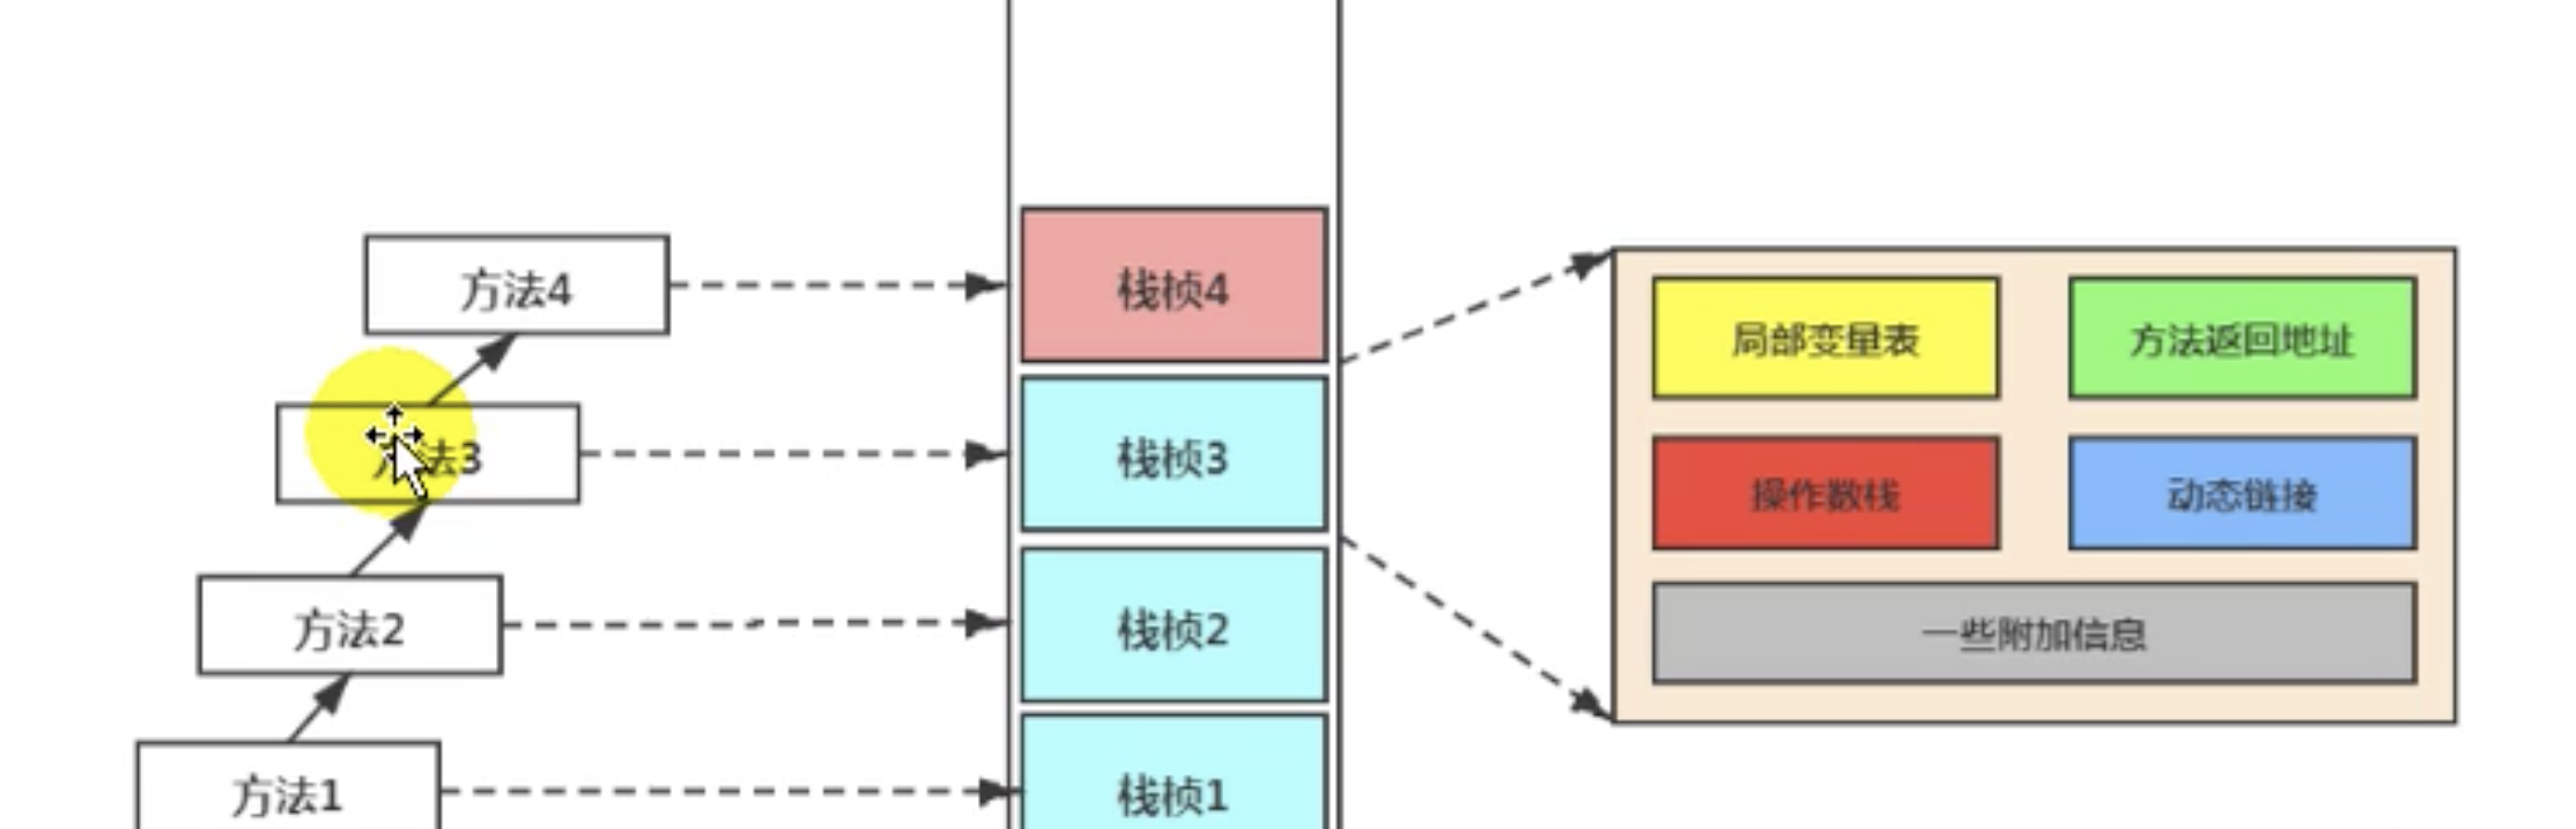 方法4
栈桢4
局部变量表
方法返回地址
法3
栈桢3
操作数栈
动态链接
方法2
栈桢2
一些附加信息
方法1
栈桢1